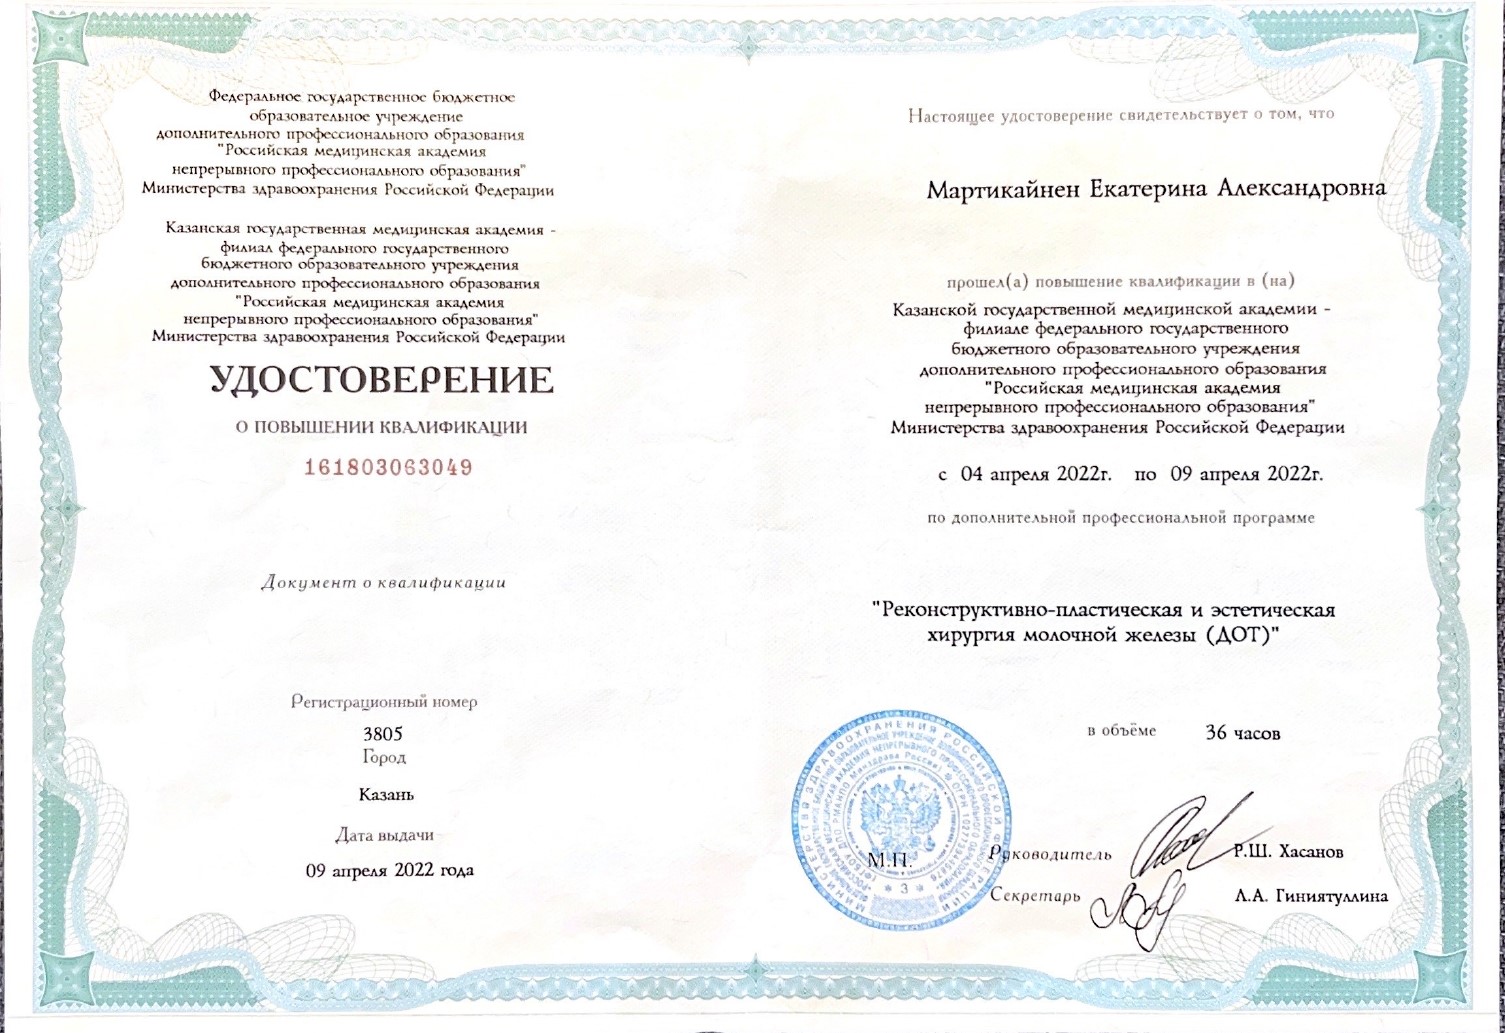 Федеральное государственное бюджетное
образовательное учреждение
дополнительного профессионального образования
"Российская медицинская академия
непрерывного профессионального образования"
Министерства здравоохранения Российской Федерации
Казанская государственная медицинская академия -
филиал федерального государственного
бюджетного образовательного учреждения
дополнительного профессионального образования
"Российская медицинская академия
непрерывного профессионального образования"
Министерства здравоохранения Российской Федерации
УДОСТОВЕРЕНИЕ
О ПОВЫШЕНИИ КВАЛИФИКАЦИИ
161803063049
Документ о квалификации
Регистрационный номер
3805
Город
Казань
Дата выдачи
09 апреля 2022 года
Настоящее удостоверение свидетельствует о том, что
Мартикайнен Екатерина Александровна
прошел(а) повышение квалификации в (на)
Казанской государственной медицинской академии -
филиале федерального государственного
бюджетного образовательного учреждения
дополнительного профессионального образования
"Российская медицинская академия
непрерывного профессионального образования"
Министерства здравоохранения Российской Федерации
с 04 апреля 2022г. по 09 апреля 2022г.
по дополнительной профессиональной программе
"Реконструктивно-пластическая и эстетическая
хирургия молочной железы (ДОТ)"
в объёме 36 часов
МИНИСТЕРСТВО ЗДРАВООХРАНЕНИЯ РОССИЙСКОЙ ФЕДЕРАЦИИ
* 3 *
М.П.
Руководитель Р.Ш. Хасанов
Секретарь Л.А. Гиниятуллина